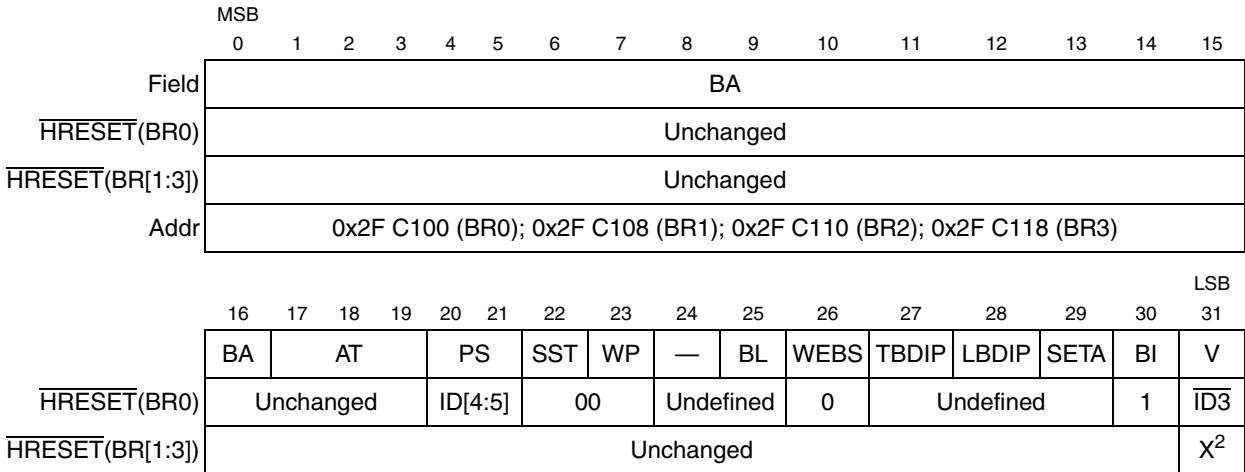 MSB
0 1 2 3 4 5 6 7 8 9 10 11 12 13 14 15
Field BA
HRESET(BR0) Unchanged
HRESET(BR[1:3]) Unchanged
Addr 0x2F C100 (BR0); 0x2F C108 (BR1); 0x2F C110 (BR2); 0x2F C118 (BR3)
LSB
16 17 18 19 20 21 22 23 24 25 26 27 28 29 30 31
BA AT PS SST WP — BL WEBS TBDIP LBDIP SETA BI V
HRESET(BR0) Unchanged ID[4:5] 00 Undefined 0 Undefined 1 ID3
HRESET(BR[1:3]) Unchanged X2